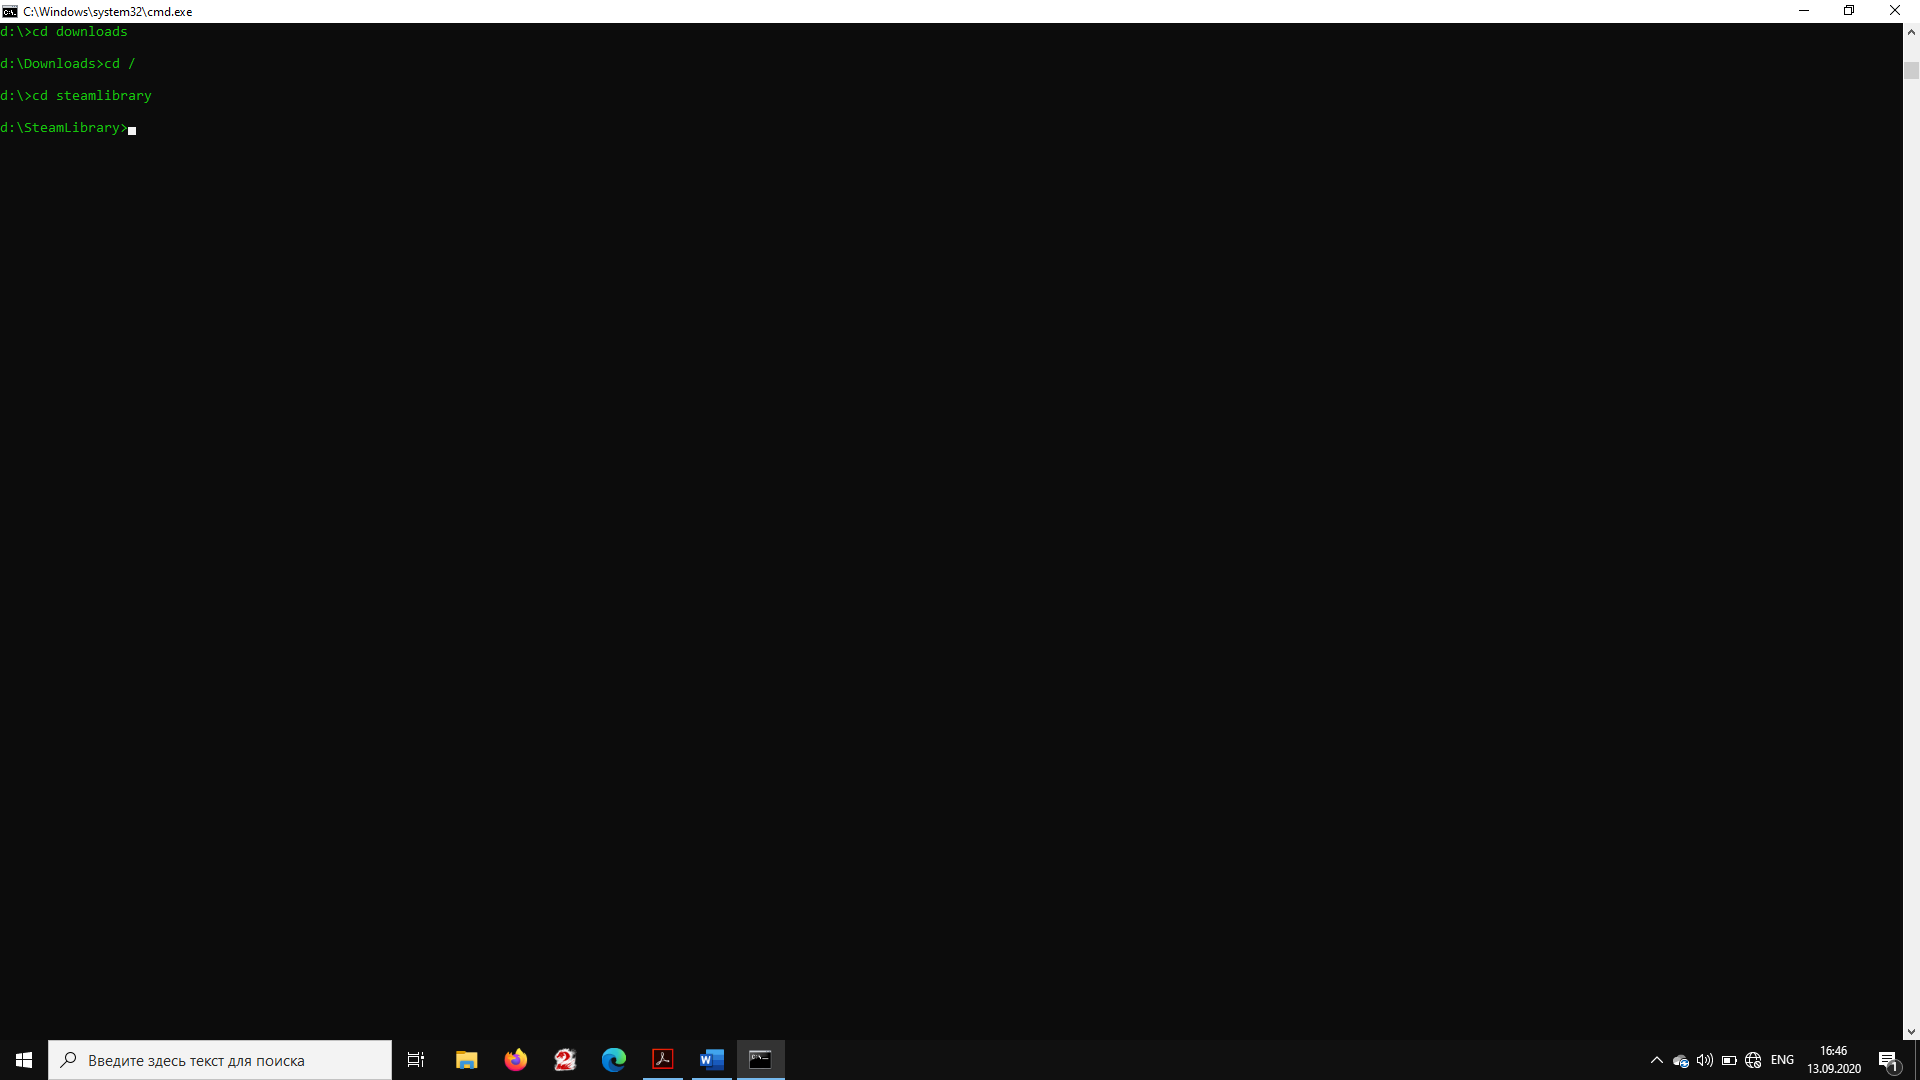 C:\Windows\system32\cmd.exe
d:\>cd downloads
d:\Downloads>cd /
d:\>cd steamlibrary
d:\SteamLibrary>
Введите здесь текст для поиска
ENG
16:46
13.09.2020
1